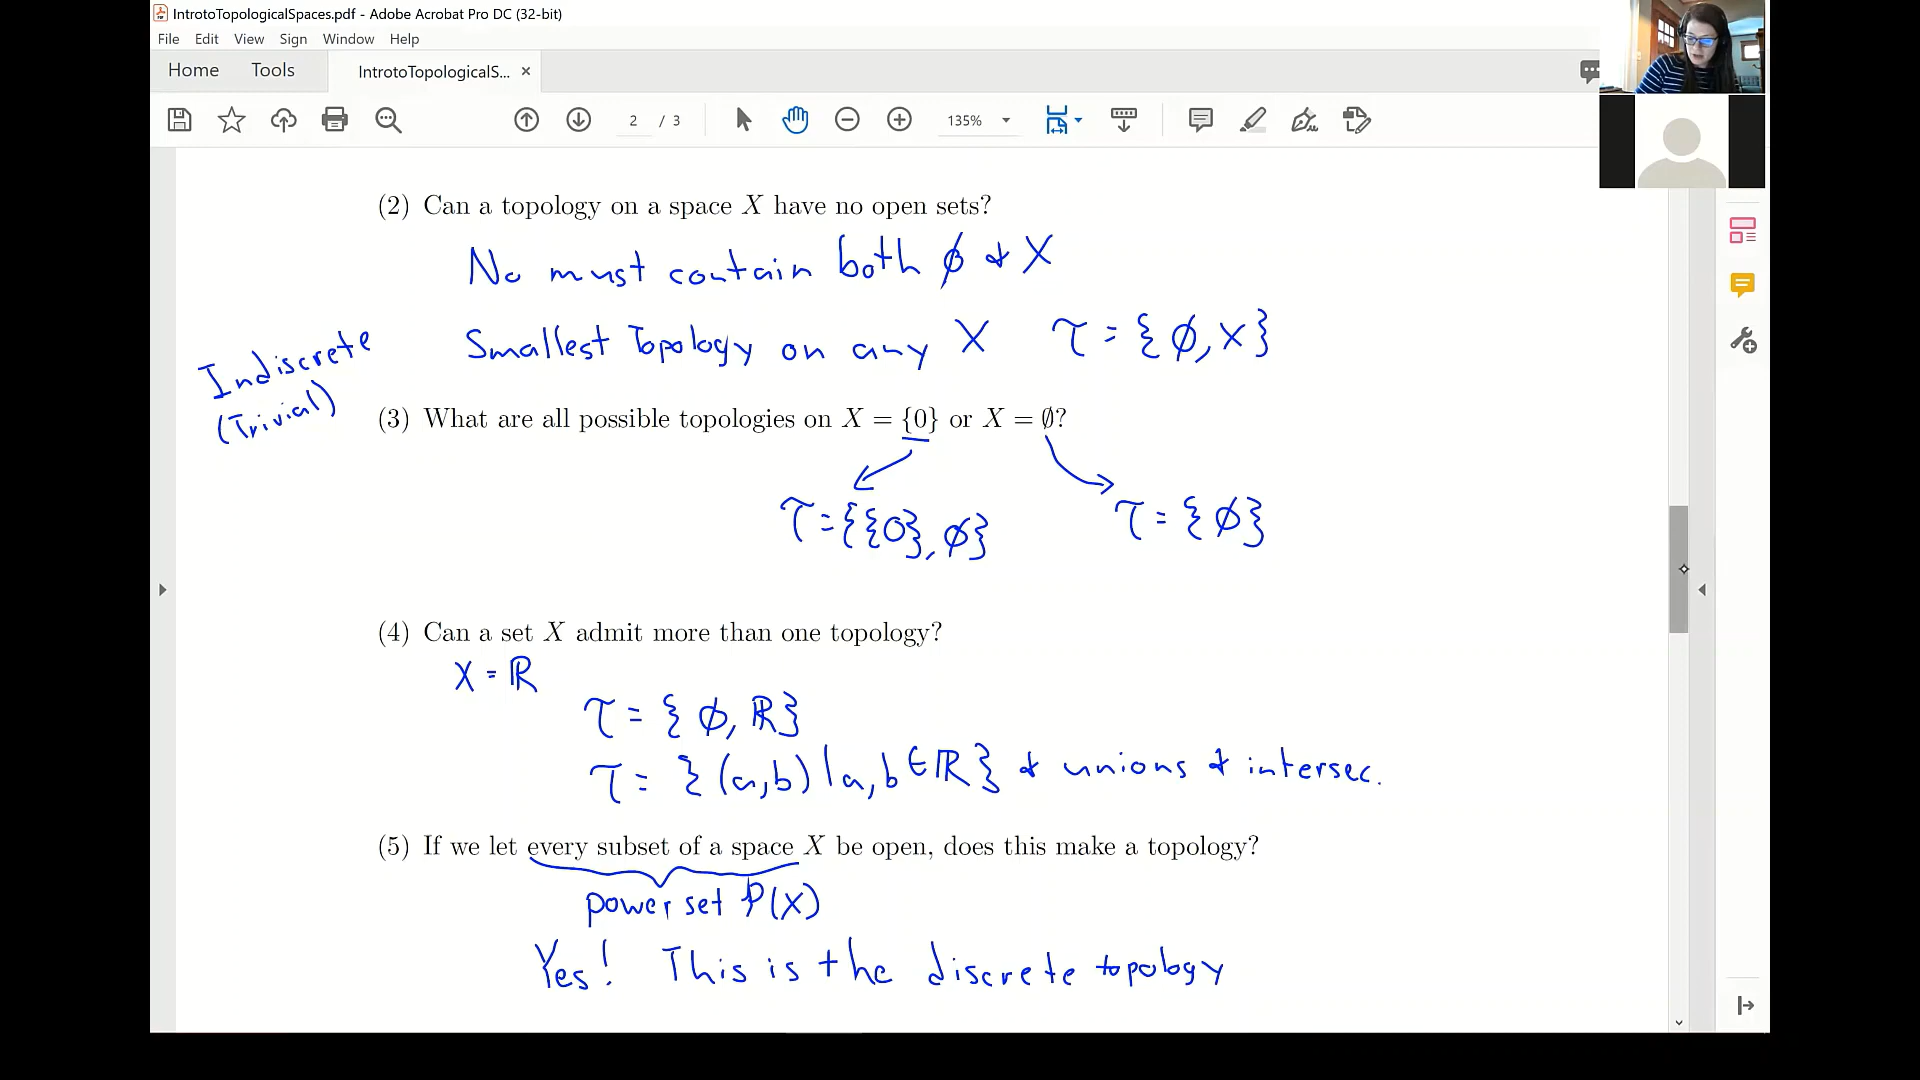 IntrotoTopologicalSpaces.pdf - Adobe Acrobat Pro DC (32-bit)
File Edit View Sign Window Help
Home Tools IntrotoTopologicalS... ×
2 / 3 135%
(2) Can a topology on a space X have no open sets?
No must contain both ∅ & X
Smallest Topology on any X τ = {∅, X}
Indiscrete
(Trivial)
(3) What are all possible topologies on X = {0} or X = ∅?
τ = {{0}, ∅} τ = {∅}
(4) Can a set X admit more than one topology?
X = ℝ
τ = {∅, ℝ}
τ = {(a,b) | a,b ∈ ℝ} & unions & intersec.
(5) If we let every subset of a space X be open, does this make a topology?
power set P(X)
Yes! This is the discrete topology